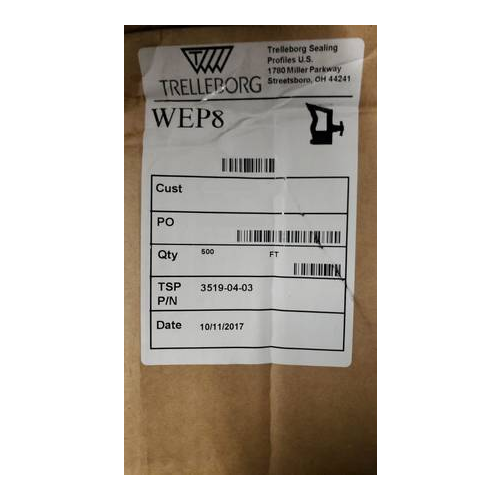 TRELLEBORG
Trelleborg Sealing
Profiles U.S.
1780 Miller Parkway
Streetsboro, OH 44241
WEP8
Cust
PO
Qty 500 FT
TSP 3519-04-03
P/N
Date 10/11/2017